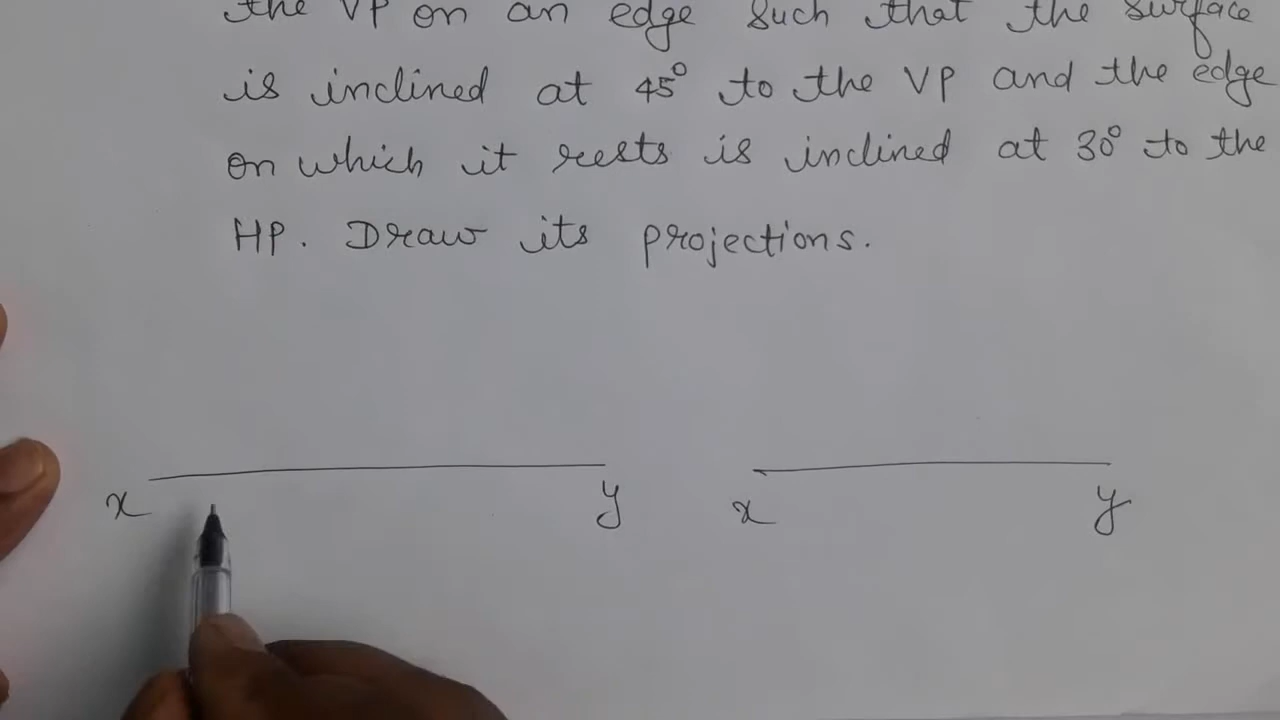 the VP on an edge such that the surface
is inclined at 45° to the VP and the edge
on which it rests is inclined at 30° to the
HP. Draw its projections.
x y x y